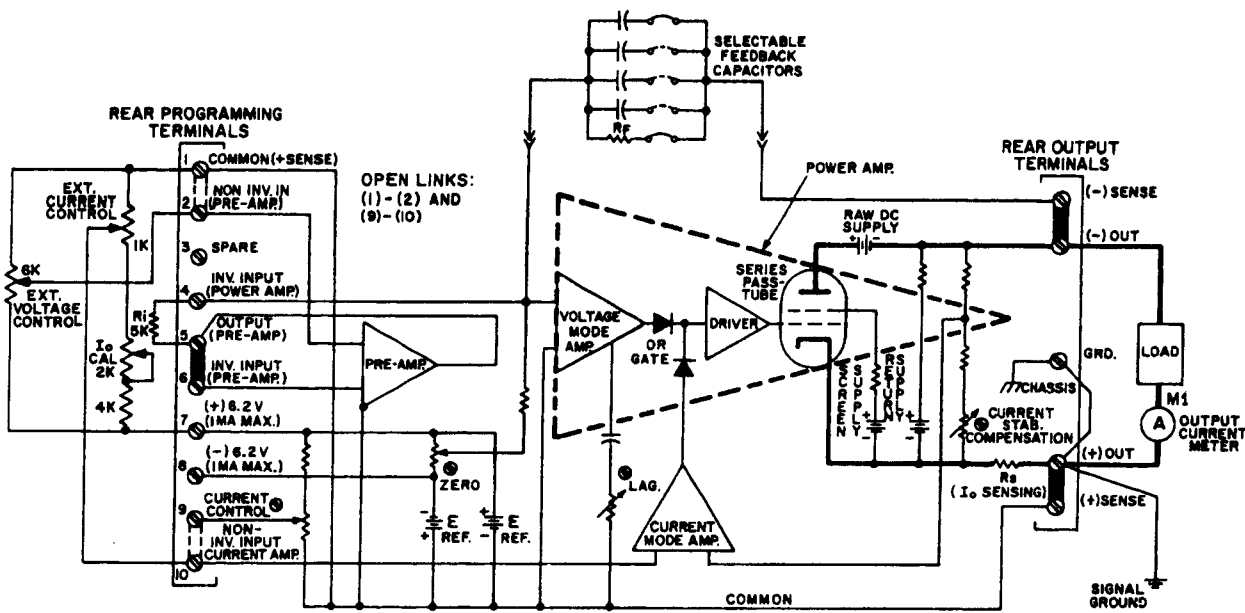 SELECTABLE
FEEDBACK
CAPACITORS
RF
REAR PROGRAMMING
TERMINALS
1 COMMON (+SENSE)
EXT.
CURRENT
CONTROL
NON INV. IN
2 (PRE-AMP.)
1K
3 SPARE
6K
EXT.
VOLTAGE
CONTROL
INV. INPUT
4 (POWER AMP.)
Ri
5K
5 OUTPUT
(PRE-AMP.)
Io
CAL
2K
6 INV. INPUT
(PRE-AMP.)
4K
7 (+) 6.2 V
(1MA MAX.)
8 (-) 6.2 V
(1MA MAX.)
9 CURRENT
CONTROL
NON-
INV. INPUT
CURRENT AMP.
10
OPEN LINKS:
(1)-(2) AND
(9)-(10)
PRE-AMP.
ZERO
- E
+ REF.
+ E
- REF.
POWER AMP.
VOLTAGE
MODE
AMP.
OR
GATE
DRIVER
SERIES
PASS-
TUBE
RAW DC
SUPPLY
+ -
LAG.
CURRENT
MODE AMP.
SCREEN
SUPPLY
RETURN
RS
SUPPLY
+
-
+
-
CURRENT
STAB.
COMPENSATION
Rs
(Io SENSING)
REAR OUTPUT
TERMINALS
(-) SENSE
(-) OUT
GRD.
CHASSIS
LOAD
M1
A
OUTPUT
CURRENT
METER
(+) OUT
(+) SENSE
SIGNAL
GROUND
COMMON